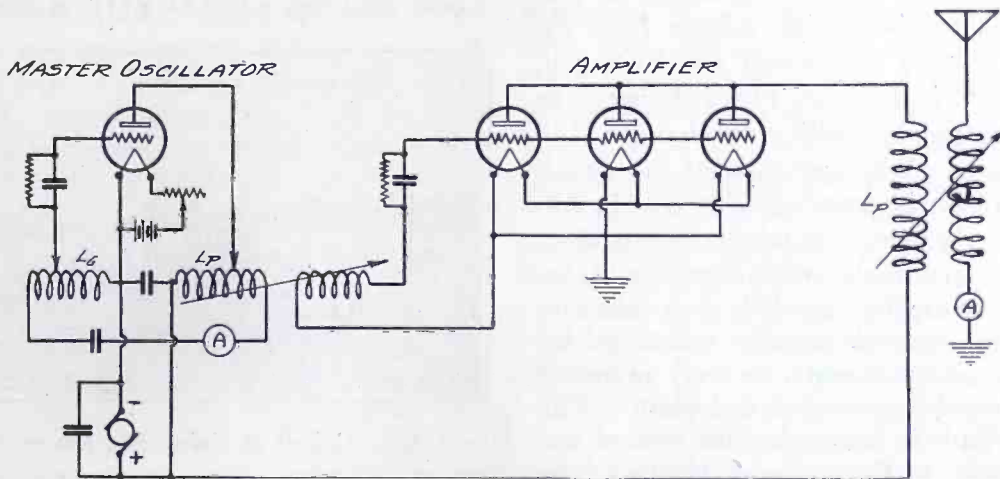 MASTER OSCILLATOR
AMPLIFIER
LG
LP
LP
A
A
-
+